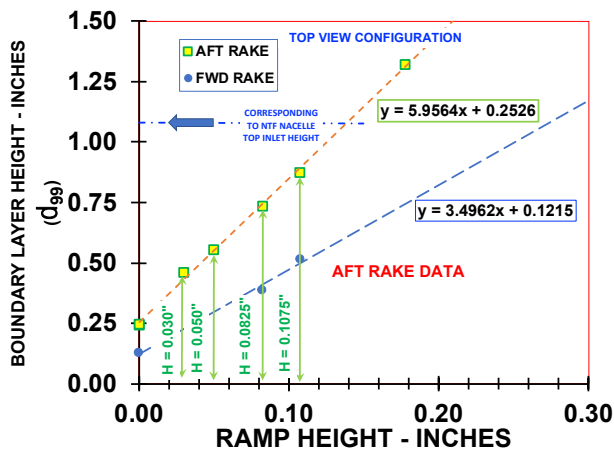 TOP VIEW CONFIGURATION
AFT RAKE
FWD RAKE
CORRESPONDING
TO NTF NACELLE
TOP INLET HEIGHT
y = 5.9564x + 0.2526
y = 3.4962x + 0.1215
AFT RAKE DATA
H = 0.030"
H = 0.050"
H = 0.0825"
H = 0.1075"
BOUNDARY LAYER HEIGHT - INCHES
(d99)
1.50
1.25
1.00
0.75
0.50
0.25
0.00
0.00 0.10 0.20 0.30
RAMP HEIGHT - INCHES